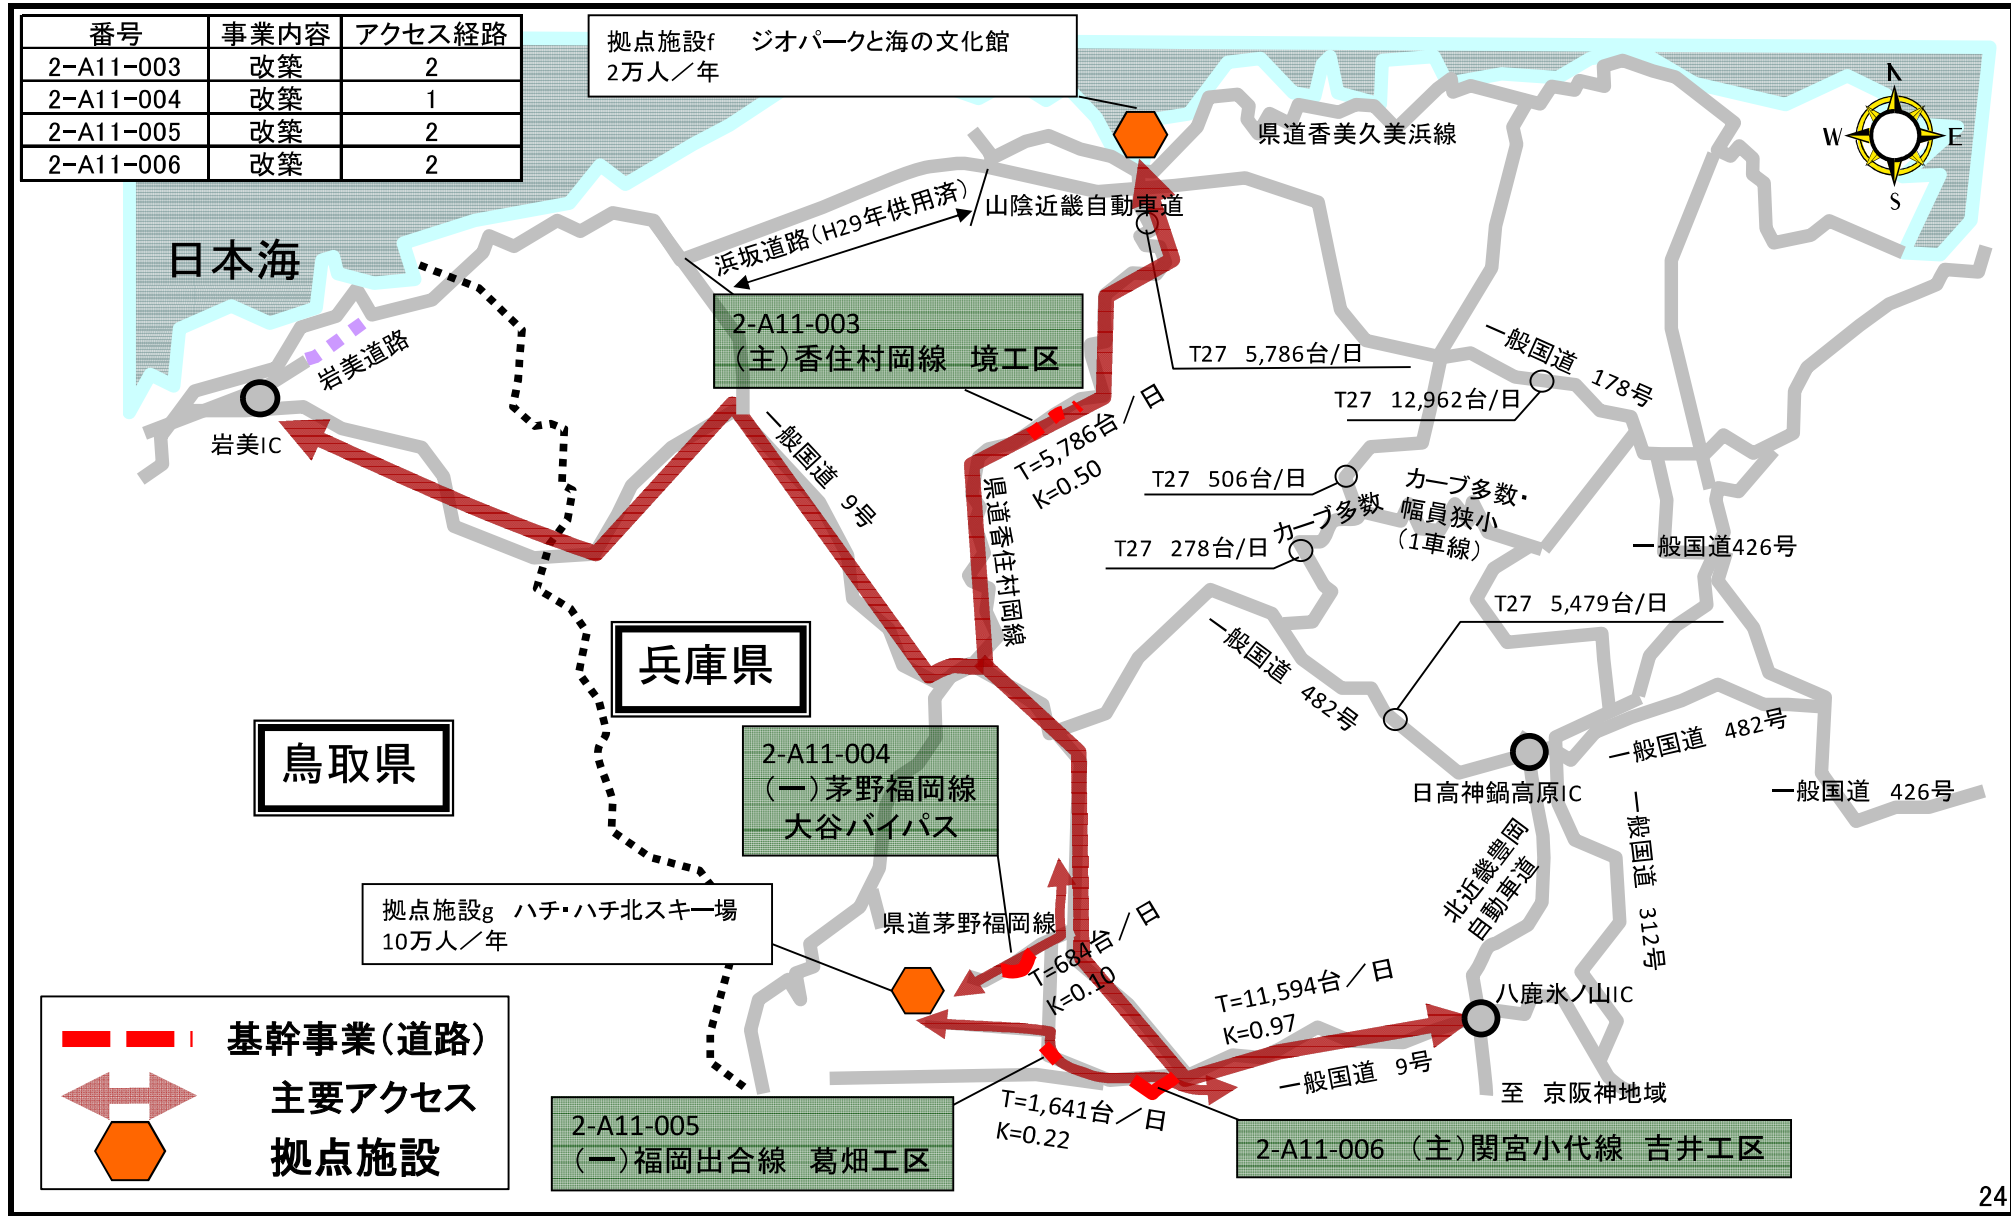 番号 事業内容 アクセス経路
2-A11-003 改築 2
2-A11-004 改築 1
2-A11-005 改築 2
2-A11-006 改築 2
拠点施設f ジオパークと海の文化館
2万人／年
N
W
E
S
県道香美久美浜線
山陰近畿自動車道
浜坂道路(H29年供用済)
日本海
2-A11-003
(主)香住村岡線 境工区
岩美道路
岩美IC
T27 5,786台/日
一般国道 178号
T27 12,962台/日
一般国道 9号
T=5,786台／日
K=0.50
T27 506台/日
カーブ多数・
幅員狭小
(1車線)
カーブ多数
T27 278台/日
県道香住村岡線
一般国道426号
T27 5,479台/日
一般国道 482号
兵庫県
鳥取県
2-A11-004
(一)茅野福岡線
大谷バイパス
一般国道 482号
日高神鍋高原IC
一般国道 426号
一般国道 312号
北近畿豊岡
自動車道
拠点施設g ハチ・ハチ北スキー場
10万人／年
県道茅野福岡線
T=684台／日
K=0.10
T=11,594台／日
K=0.97
八鹿氷ノ山IC
一般国道 9号
至 京阪神地域
基幹事業(道路)
主要アクセス
拠点施設
T=1,641台／日
K=0.22
2-A11-005
(一)福岡出合線 葛畑工区
2-A11-006 (主)関宮小代線 吉井工区
24